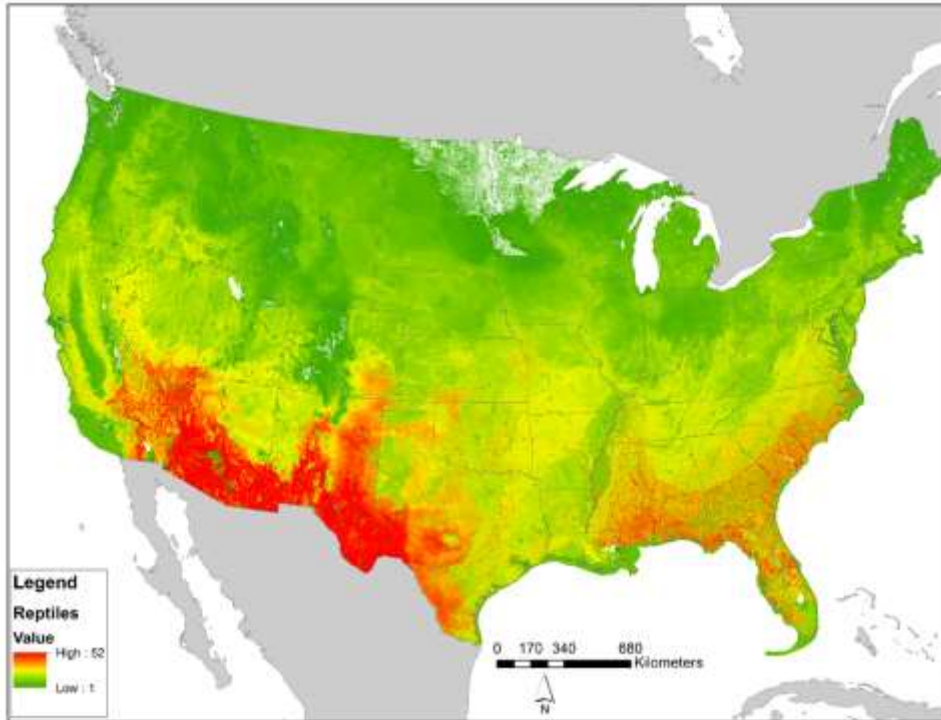 Legend
Reptiles
Value
High : 52
Low : 1
0 170 340 680
Kilometers
N